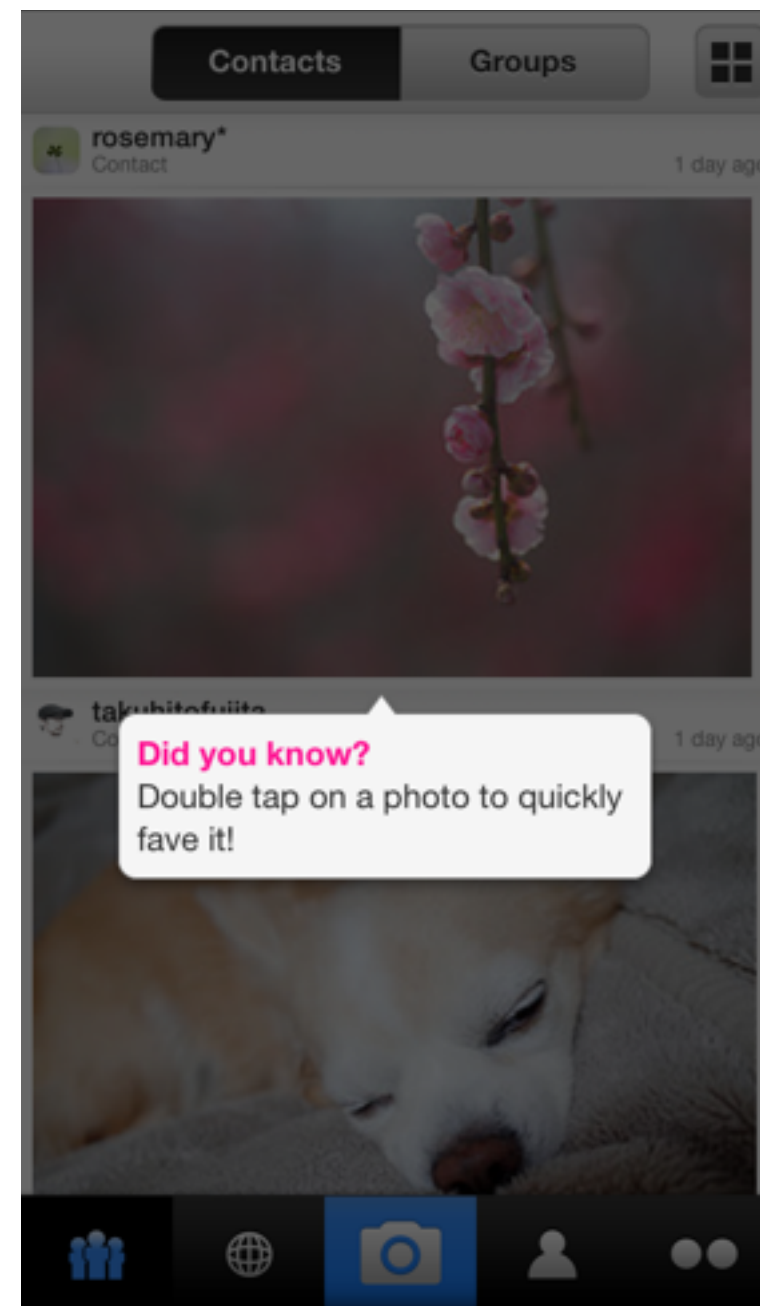 Contacts Groups
rosemary*
Contact
1 day ago
takuhitofujita
1 day ago
Did you know?
Double tap on a photo to quickly
fave it!